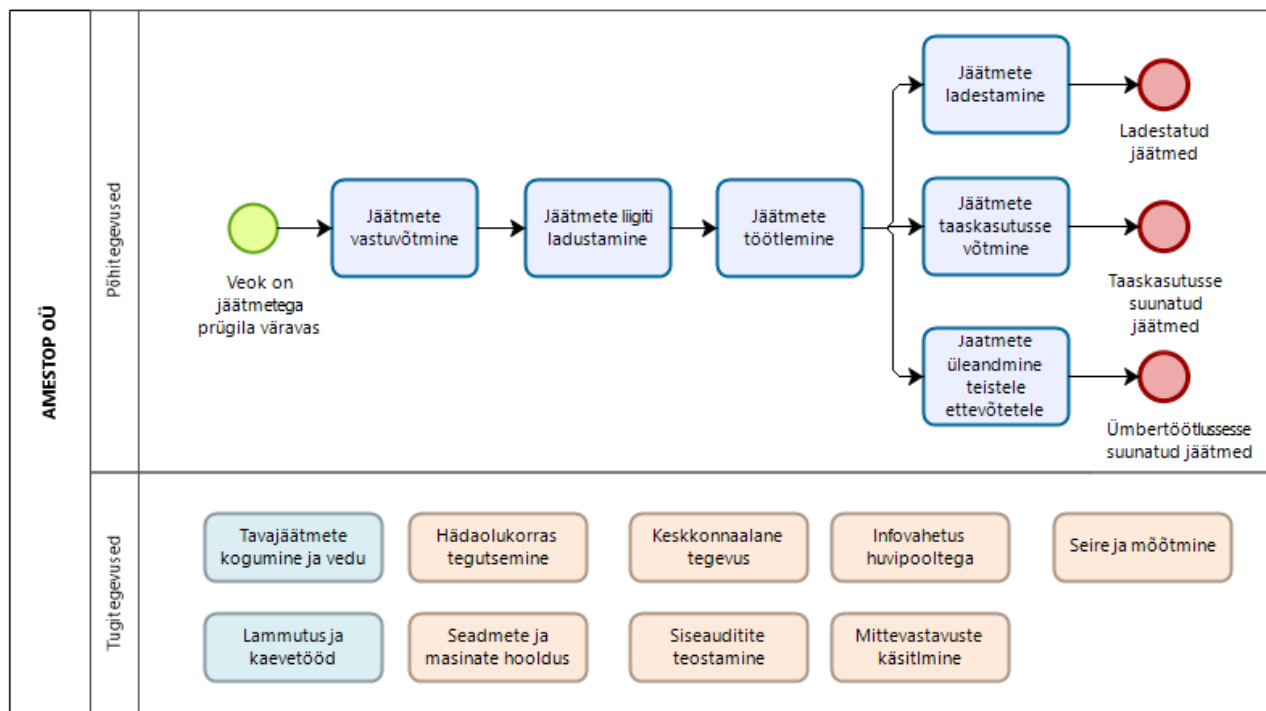 AMESTOP OÜ
Põhitegevused
Veok on
jäätmetega
prügila väravas
Jäätmete
vastuvõtmine
Jäätmete liigiti
ladustamine
Jäätmete
töötlemine
Jäätmete
ladestamine
Ladestatud
jäätmed
Jäätmete
taaskasutusse
võtmine
Taaskasutusse
suunatud
jäätmed
Jäätmete
üleandmine
teistele
ettevõtetele
Ümbertöötlussesse
suunatud jäätmed
Tugitegevused
Tavajäätmete
kogumine ja vedu
Hädaolukorras
tegutsemine
Keskkonnaalane
tegevus
Infovahetus
huvipooltega
Seire ja mõõtmine
Lammutus ja
kaevetööd
Seadmete ja
masinate hooldus
Siseauditite
teostamine
Mittevastavuste
käsitlmine